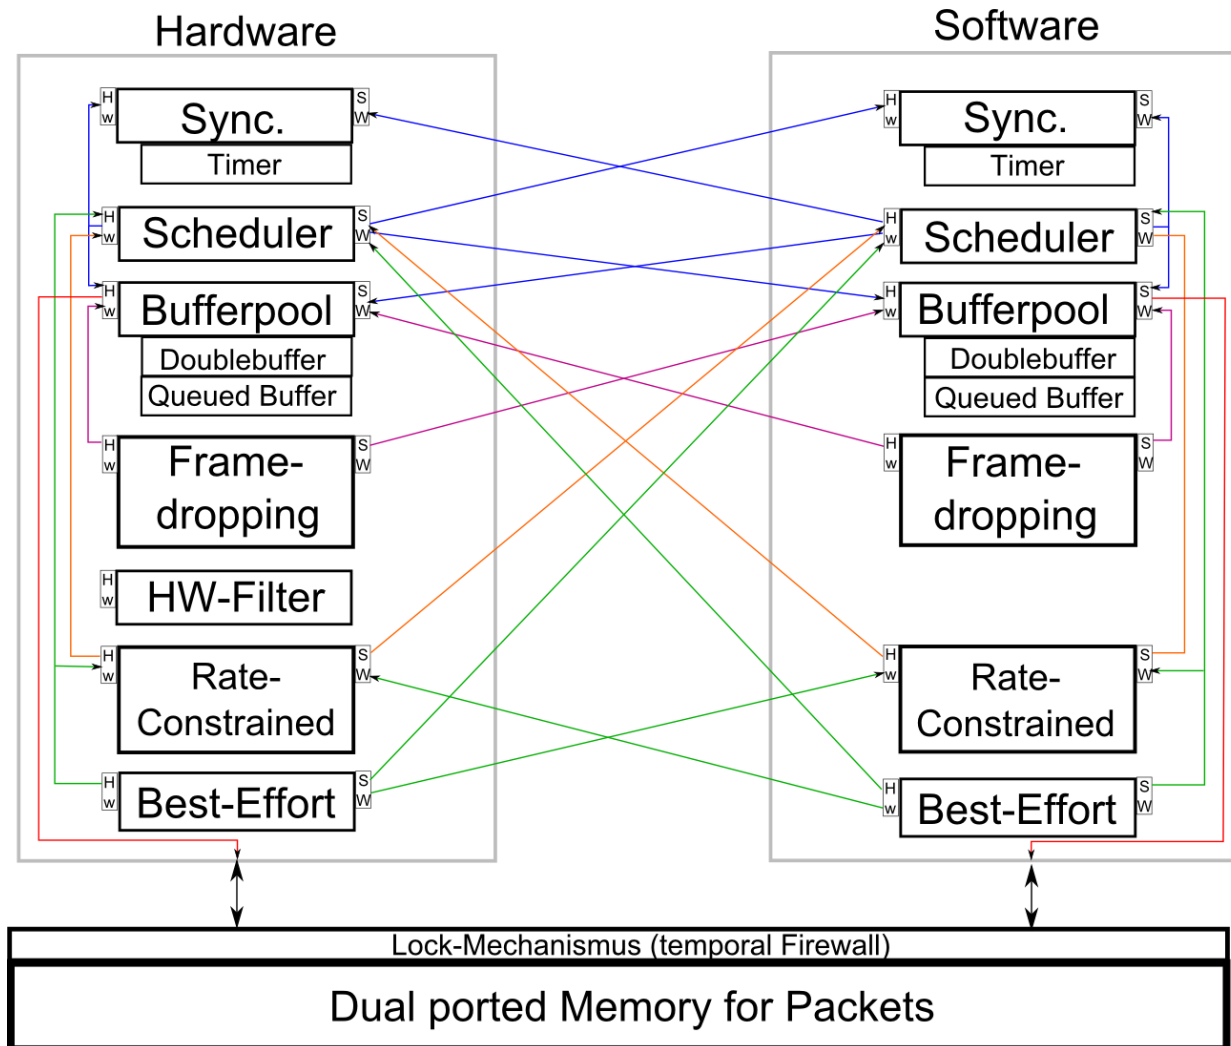 Hardware
H
w
Sync.
S
W
Timer
H
w
Scheduler
S
W
H
w
Bufferpool
S
W
Doublebuffer
Queued Buffer
H
w
Frame-
dropping
S
W
H
w
HW-Filter
H
w
Rate-
Constrained
S
W
H
w
Best-Effort
S
W
Software
H
w
Sync.
S
W
Timer
H
w
Scheduler
S
W
H
w
Bufferpool
S
W
Doublebuffer
Queued Buffer
H
w
Frame-
dropping
S
W
H
w
Rate-
Constrained
S
W
H
w
Best-Effort
S
W
Lock-Mechanismus (temporal Firewall)
Dual ported Memory for Packets